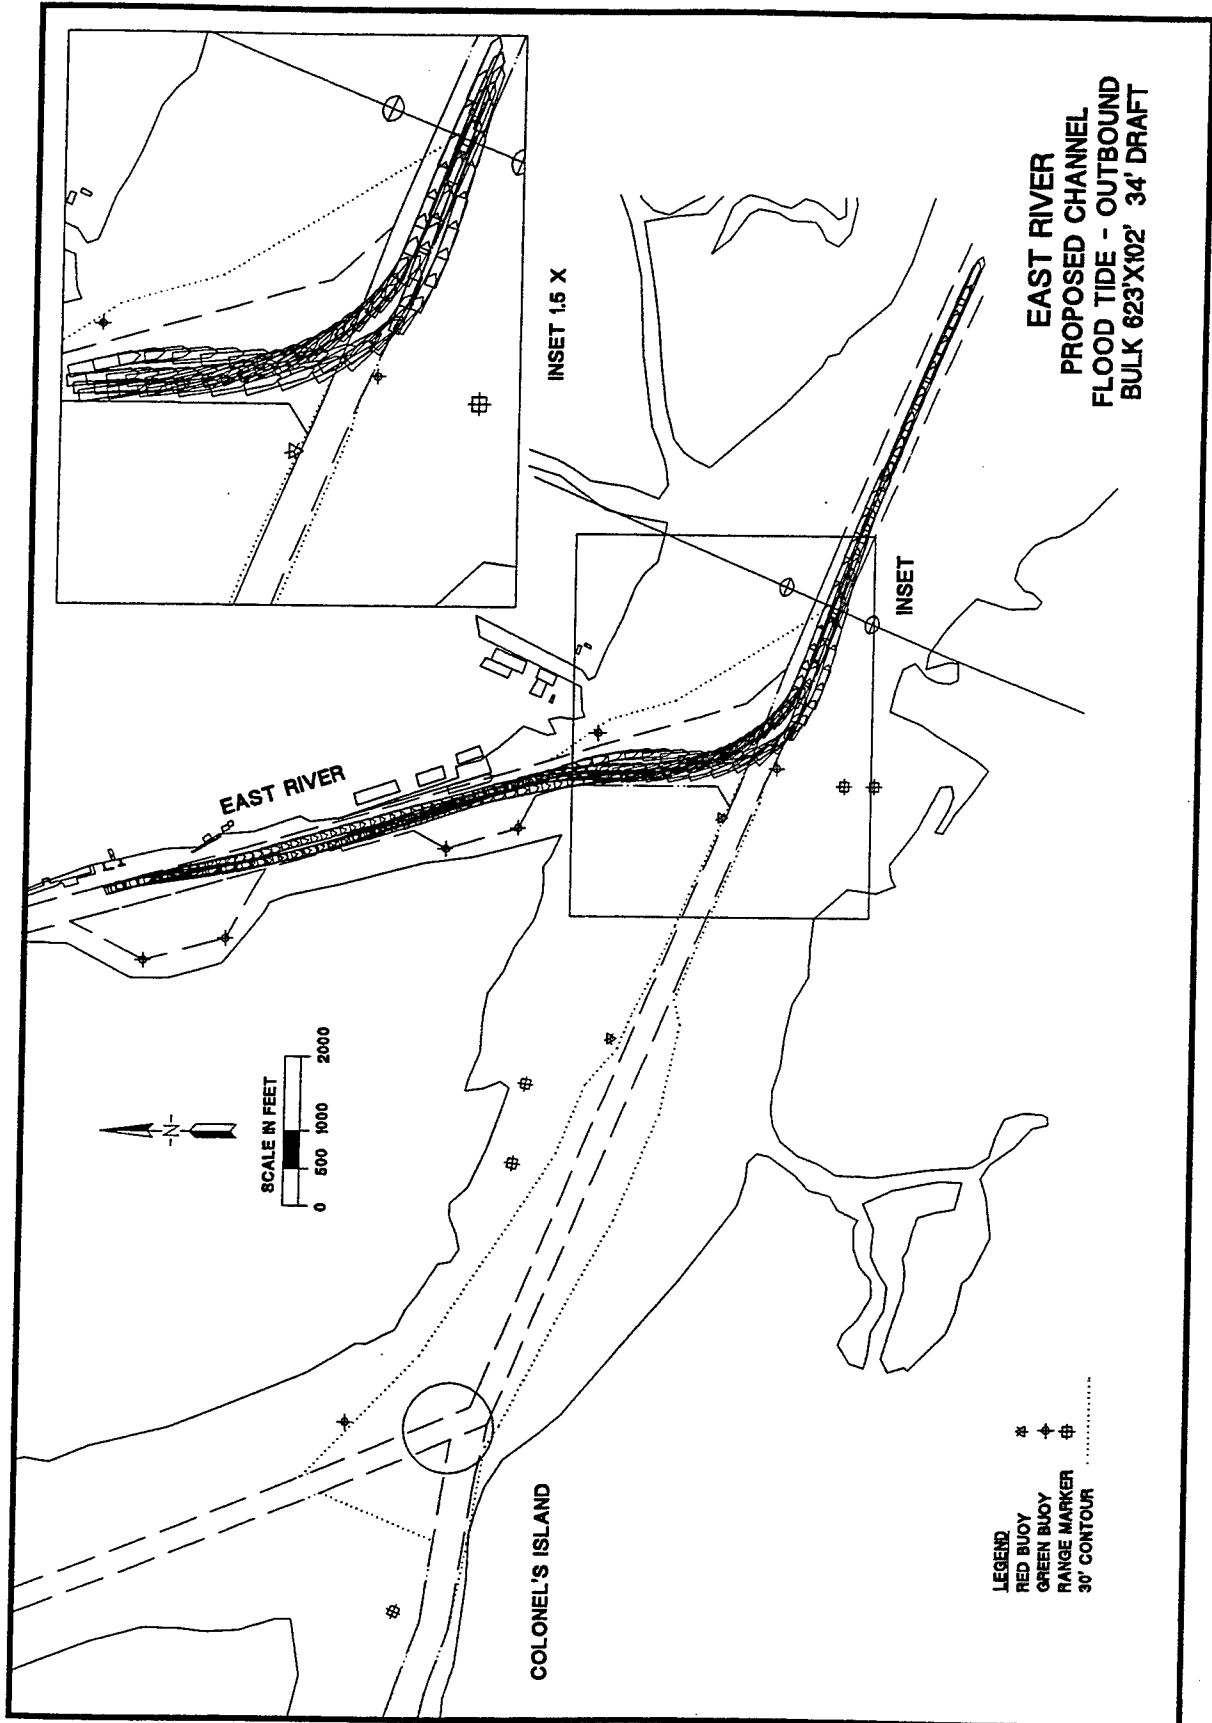 EAST RIVER
PROPOSED CHANNEL
FLOOD TIDE - OUTBOUND
BULK 623'X102' 34' DRAFT
INSET 1.5 X
INSET
EAST RIVER
-N-
SCALE IN FEET
0 500 1000 2000
COLONEL'S ISLAND
LEGEND
RED BUOY
GREEN BUOY
RANGE MARKER
30' CONTOUR